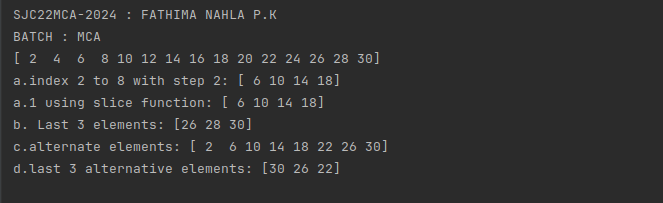 SJC22MCA-2024 : FATHIMA NAHLA P.K
BATCH : MCA
[ 2  4  6  8 10 12 14 16 18 20 22 24 26 28 30]
a.index 2 to 8 with step 2: [ 6 10 14 18]
a.1 using slice function: [ 6 10 14 18]
b. Last 3 elements: [26 28 30]
c.alternate elements: [ 2  6 10 14 18 22 26 30]
d.last 3 alternative elements: [30 26 22]